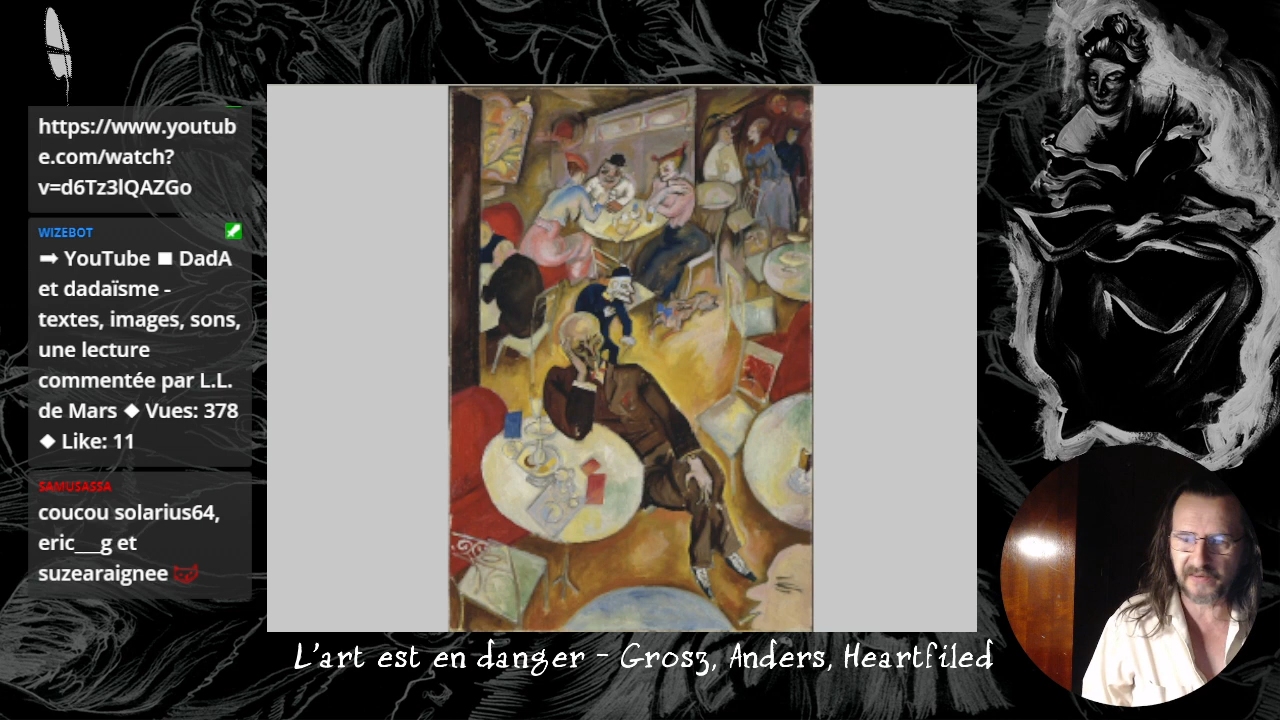 https://www.youtub
e.com/watch?
v=d6Tz3lQAZGo
WIZEBOT
➡ YouTube ■ DadA
et dadaïsme -
textes, images, sons,
une lecture
commentée par L.L.
de Mars ◆ Vues: 378
◆ Like: 11
SAMUSASSA
coucou solarius64,
eric___g et
suzearaignee
L'art est en danger - Grosz, Anders, Heartfiled